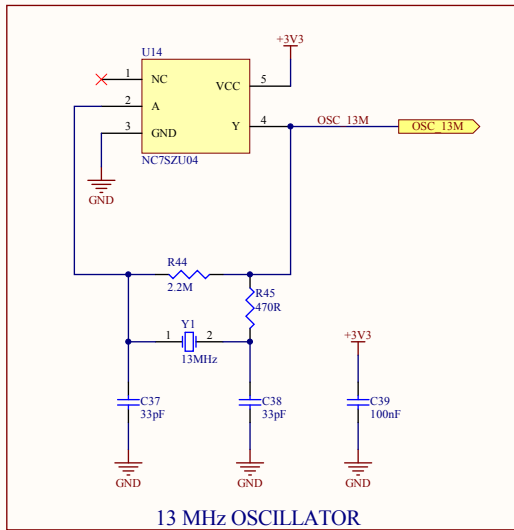 U14
+3V3
1
NC
VCC
5
2
A
3
GND
Y
4
OSC_13M
OSC_13M
NC7SZU04
GND
R44
2.2M
R45
470R
Y1
1
2
13MHz
+3V3
C37
33pF
C38
33pF
C39
100nF
GND
GND
GND
13 MHz OSCILLATOR